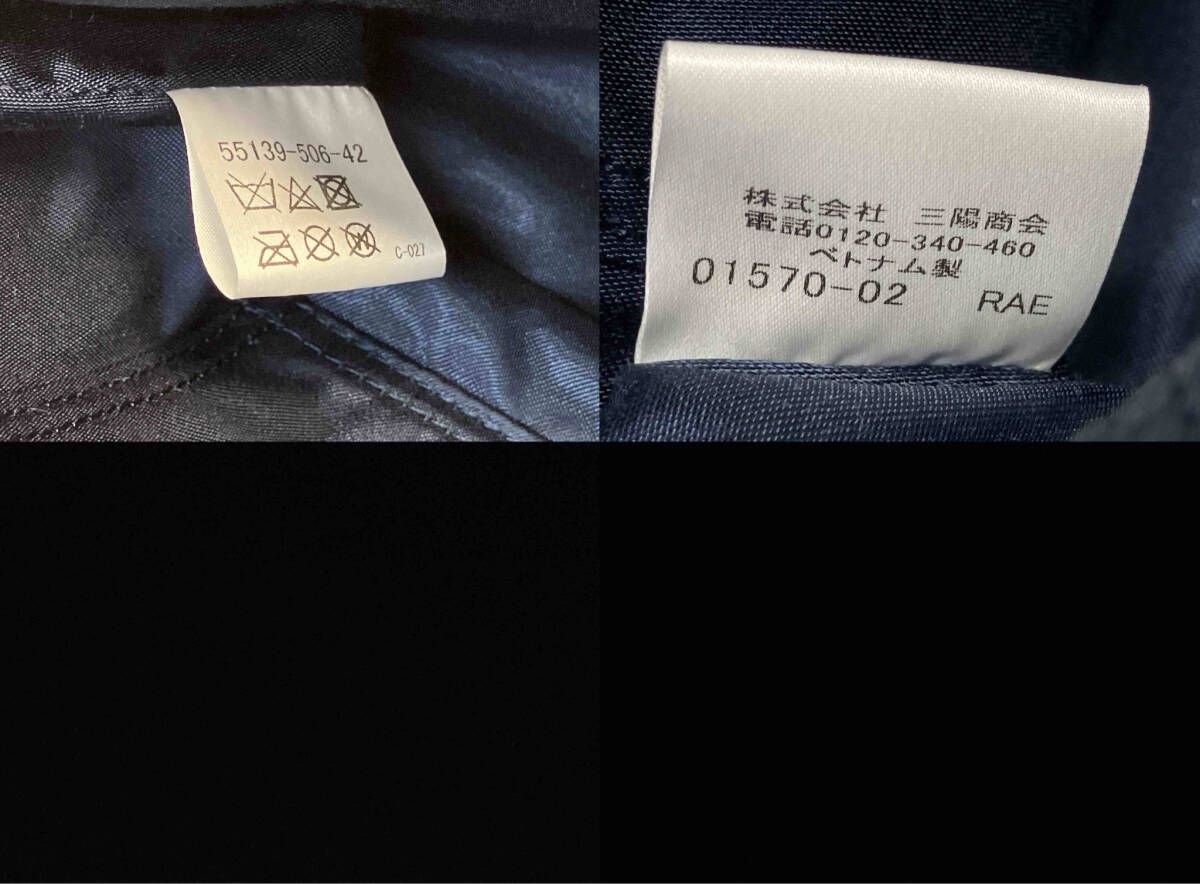 55139-506-42
C-027
株式会社 三陽商会
電話0120-340-460
ベトナム製
01570-02 RAE